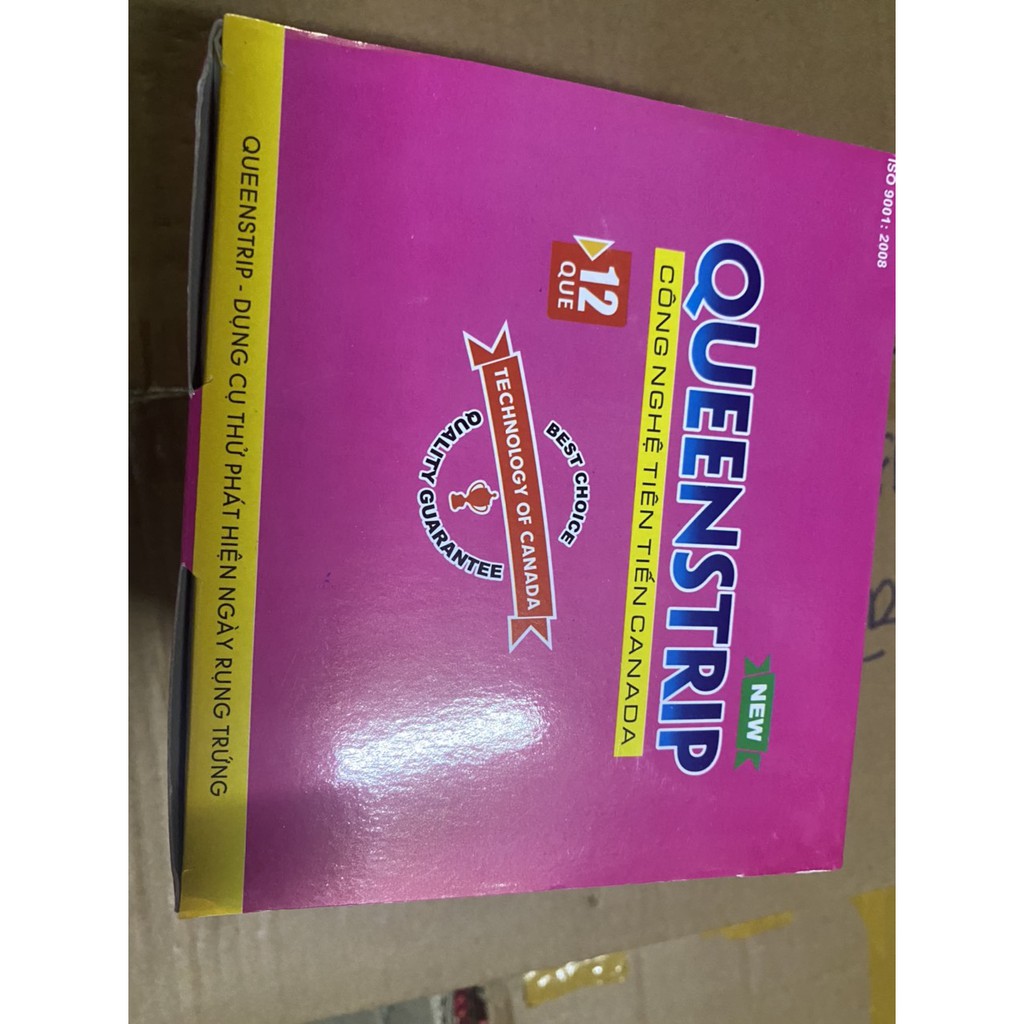 ISO 9001: 2008
NEW
QUEENSTRIP
CÔNG NGHỆ TIÊN TIẾN CANADA
12
QUE
BEST CHOICE
TECHNOLOGY OF CANADA
QUALITY GUARANTEE
QUEENSTRIP - DỤNG CỤ THỬ PHÁT HIỆN NGÀY RỤNG TRỨNG